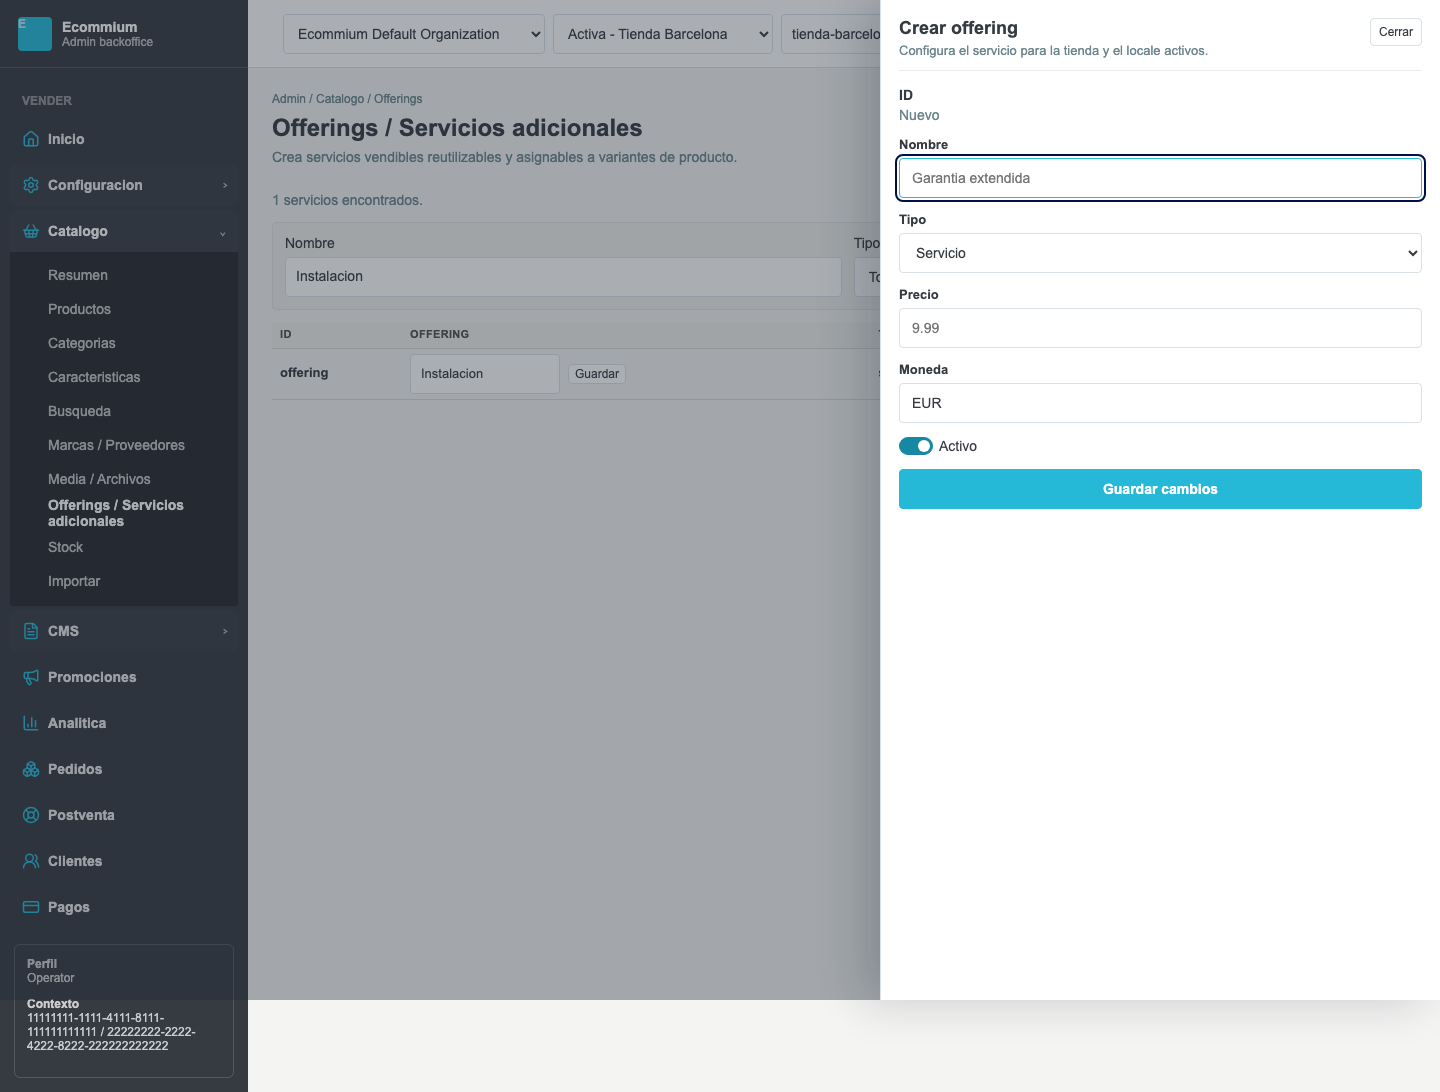 E
Ecommium
Admin backoffice
VENDER
Inicio
Configuracion
Catalogo
Resumen
Productos
Categorias
Caracteristicas
Busqueda
Marcas / Proveedores
Media / Archivos
Offerings / Servicios
adicionales
Stock
Importar
CMS
Promociones
Analitica
Pedidos
Postventa
Clientes
Pagos
Perfil
Operator
Contexto
11111111-1111-4111-8111-
111111111111 / 22222222-2222-
4222-8222-222222222222
Ecommium Default Organization
Activa - Tienda Barcelona
tienda-barcelo
Admin / Catalogo / Offerings
Offerings / Servicios adicionales
Crea servicios vendibles reutilizables y asignables a variantes de producto.
1 servicios encontrados.
Nombre
Tipo
Instalacion
ID
OFFERING
offering
Instalacion
Guardar
Crear offering
Cerrar
Configura el servicio para la tienda y el locale activos.
ID
Nuevo
Nombre
Garantia extendida
Tipo
Servicio
Precio
9.99
Moneda
EUR
Activo
Guardar cambios